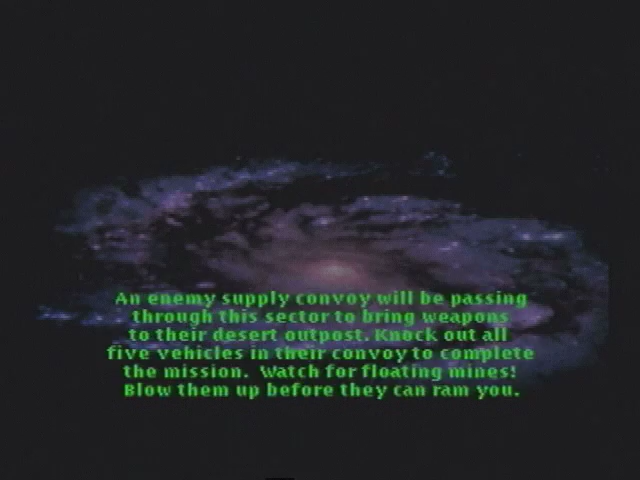 An enemy supply convoy will be passing
through this sector to bring weapons
to their desert outpost. Knock out all
five vehicles in their convoy to complete
the mission.  Watch for floating mines!
Blow them up before they can ram you.